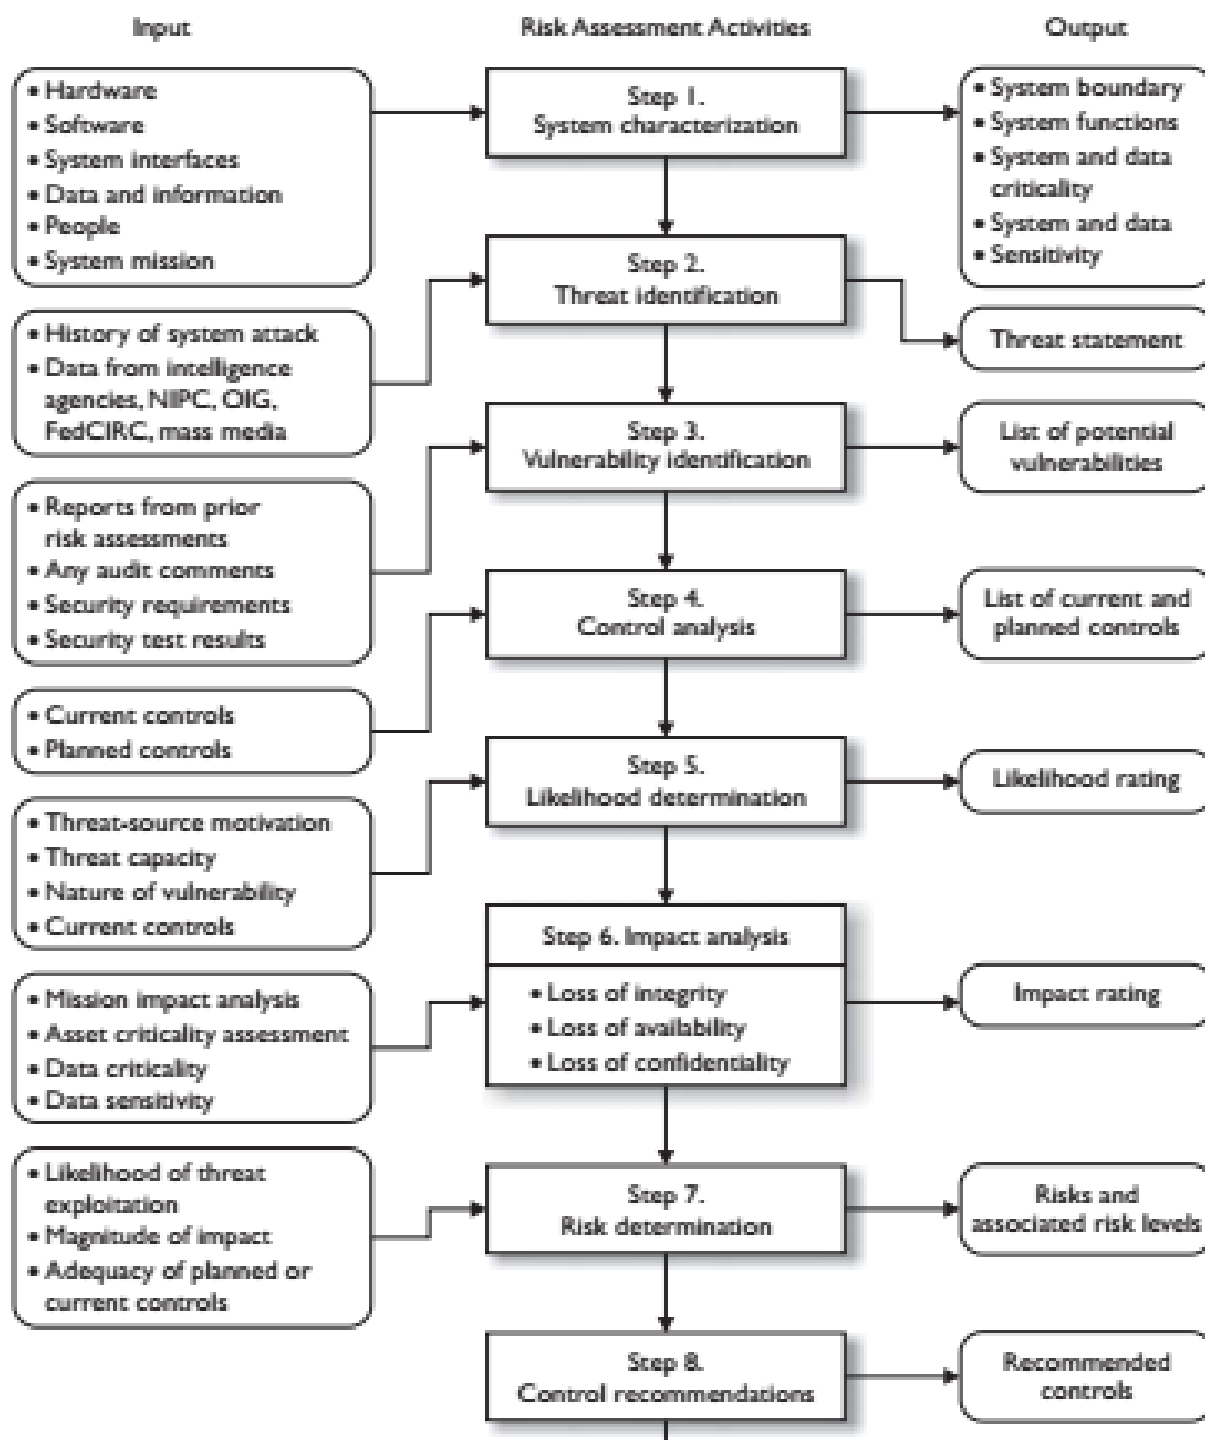 Input
Risk Assessment Activities
Output
• Hardware
• Software
• System interfaces
• Data and information
• People
• System mission
Step 1.
System characterization
• System boundary
• System functions
• System and data
criticality
• System and data
• Sensitivity
• History of system attack
• Data from intelligence
agencies, NIPC, OIG,
FedCIRC, mass media
Step 2.
Threat identification
Threat statement
• Reports from prior
risk assessments
• Any audit comments
• Security requirements
• Security test results
Step 3.
Vulnerability identification
List of potential
vulnerabilities
• Current controls
• Planned controls
Step 4.
Control analysis
List of current and
planned controls
• Threat-source motivation
• Threat capacity
• Nature of vulnerability
• Current controls
Step 5.
Likelihood determination
Likelihood rating
• Mission impact analysis
• Asset criticality assessment
• Data criticality
• Data sensitivity
Step 6. Impact analysis
• Loss of integrity
• Loss of availability
• Loss of confidentiality
Impact rating
• Likelihood of threat
exploitation
• Magnitude of impact
• Adequacy of planned or
current controls
Step 7.
Risk determination
Risks and
associated risk levels
Step 8.
Control recommendations
Recommended
controls